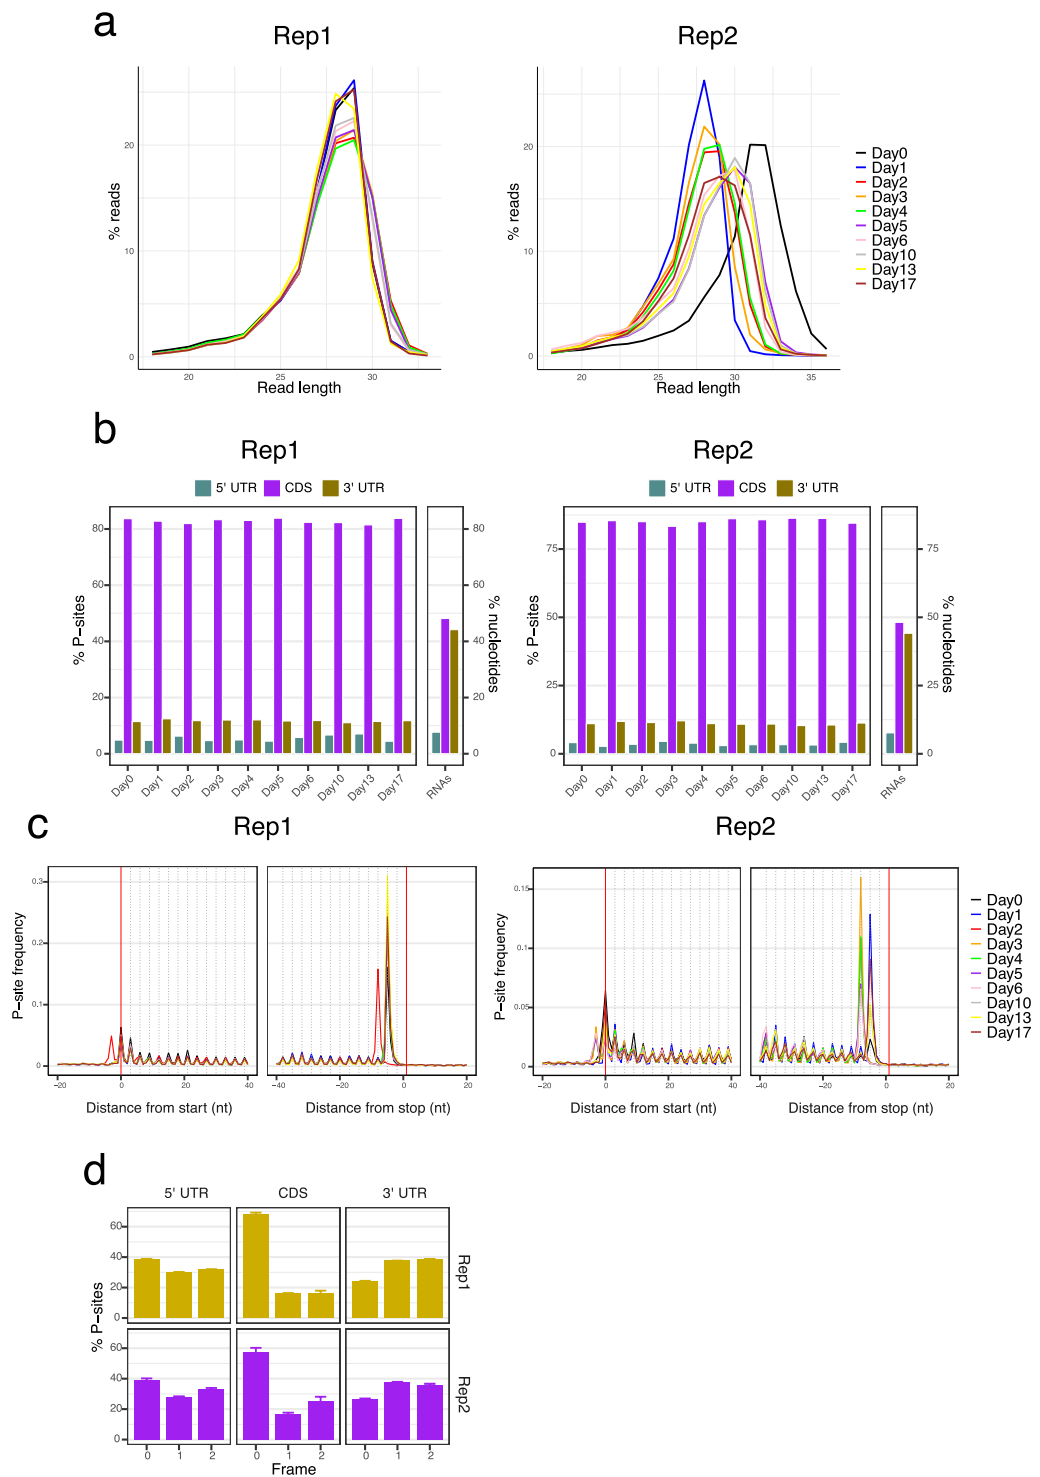 a
Rep1
Rep2
% reads
20
10
0
20
25
30
Read length
% reads
20
10
0
20
25
30
35
Read length
Day0
Day1
Day2
Day3
Day4
Day5
Day6
Day10
Day13
Day17
b
Rep1
Rep2
5' UTR CDS 3' UTR
5' UTR CDS 3' UTR
% P−sites
80
60
40
20
0
Day0 Day1 Day2 Day3 Day4 Day5 Day6 Day10 Day13 Day17
RNAs
80
60
40
20
0
% nucleotides
% P−sites
75
50
25
0
Day0 Day1 Day2 Day3 Day4 Day5 Day6 Day10 Day13 Day17
RNAs
75
50
25
0
% nucleotides
c
Rep1
Rep2
P−site frequency
0.3
0.2
0.1
0
−20 0 20 40
−40 −20 0 20
Distance from start (nt)
Distance from stop (nt)
P−site frequency
0.15
0.1
0.05
0
−20 0 20 40
−40 −20 0 20
Distance from start (nt)
Distance from stop (nt)
Day0
Day1
Day2
Day3
Day4
Day5
Day6
Day10
Day13
Day17
d
5' UTR CDS 3' UTR
% P−sites
60
40
20
0
Rep1
60
40
20
0
Rep2
0 1 2 0 1 2 0 1 2
Frame